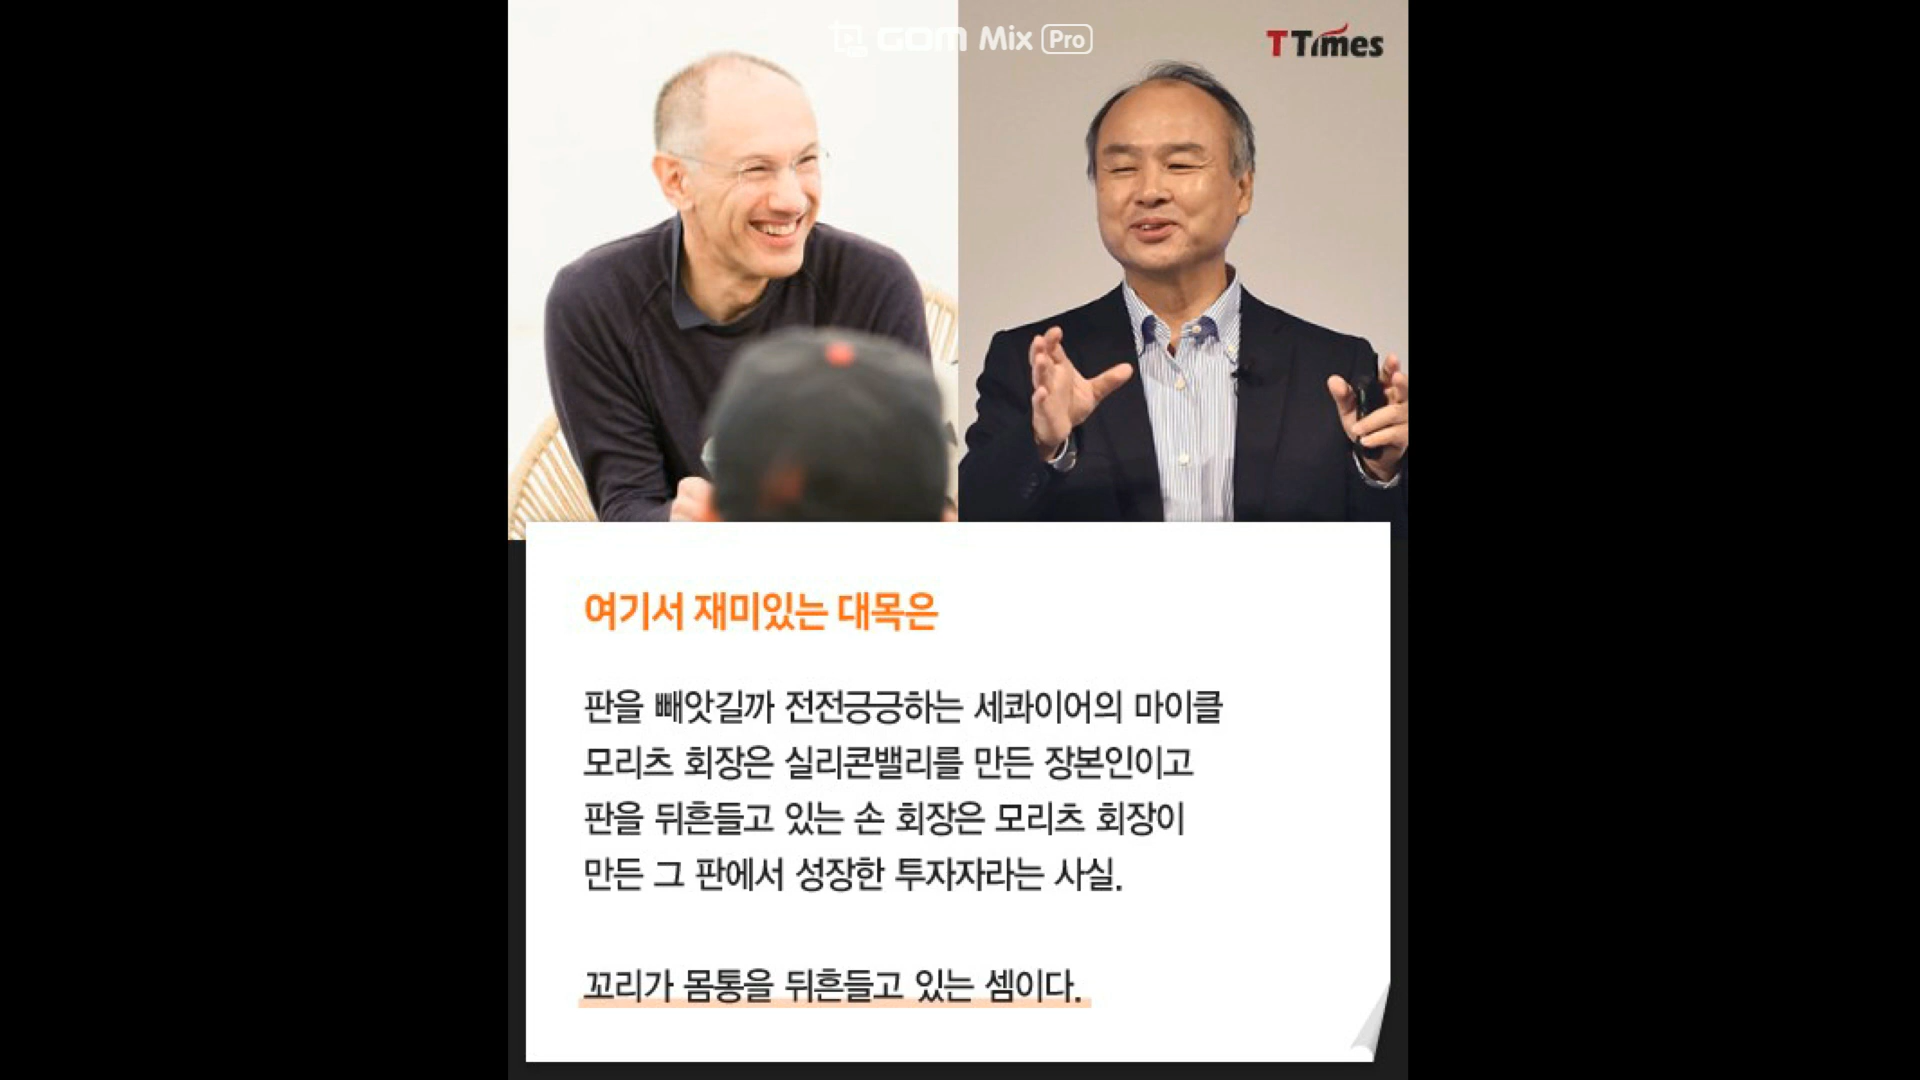 GOM Mix Pro
TTimes
여기서 재미있는 대목은
판을 빼앗길까 전전긍긍하는 세콰이어의 마이클
모리츠 회장은 실리콘밸리를 만든 장본인이고
판을 뒤흔들고 있는 손 회장은 모리츠 회장이
만든 그 판에서 성장한 투자자라는 사실.
꼬리가 몸통을 뒤흔들고 있는 셈이다.